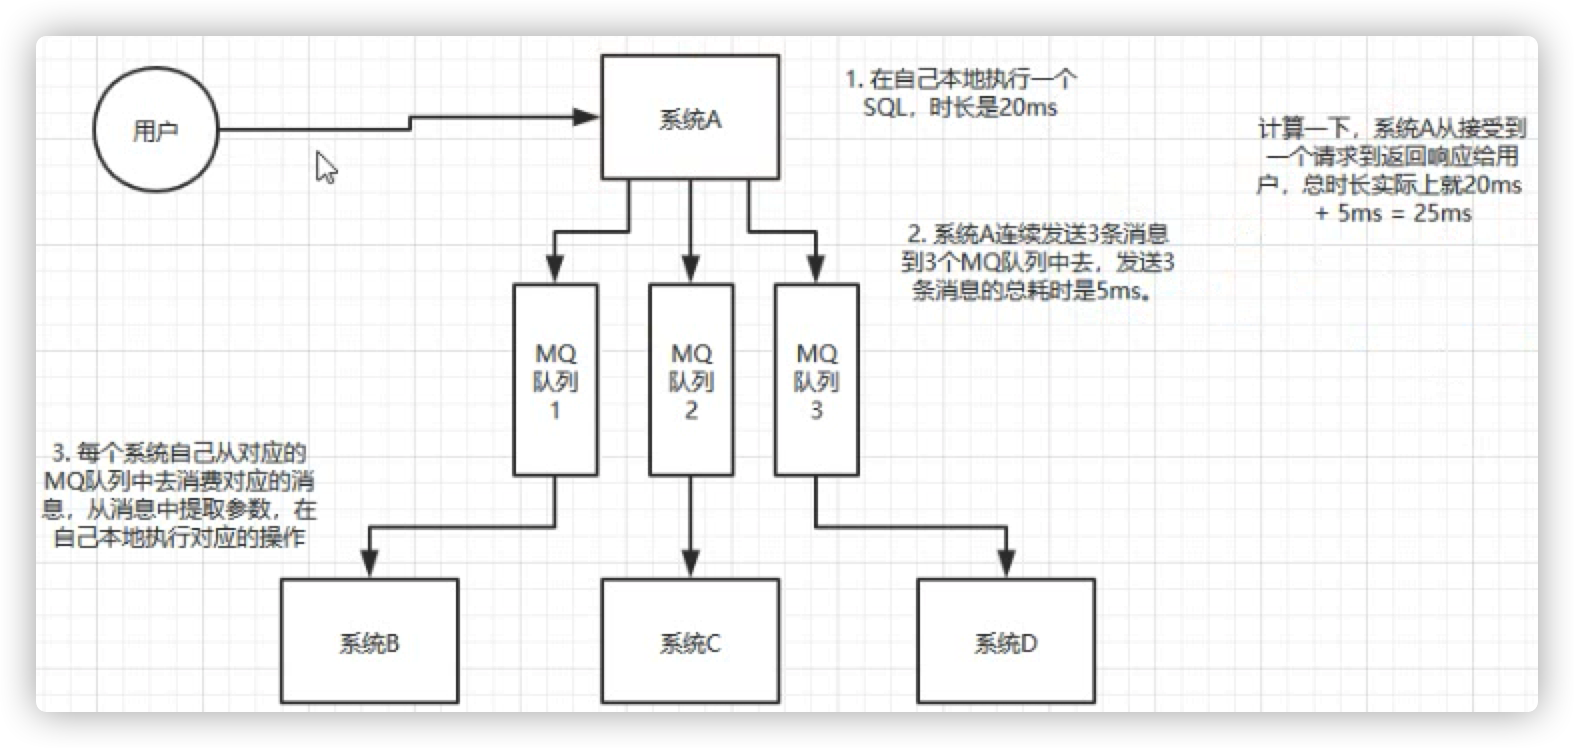 用户
系统A
1. 在自己本地执行一个
SQL，时长是20ms
计算一下，系统A从接受到
一个请求到返回响应给用
户，总时长实际上就20ms
+ 5ms = 25ms
2. 系统A连续发送3条消息
到3个MQ队列中去，发送3
条消息的总耗时是5ms。
MQ
队列
1
MQ
队列
2
MQ
队列
3
3. 每个系统自己从对应的
MQ队列中去消费对应的消
息，从消息中提取参数，在
自己本地执行对应的操作
系统B
系统C
系统D